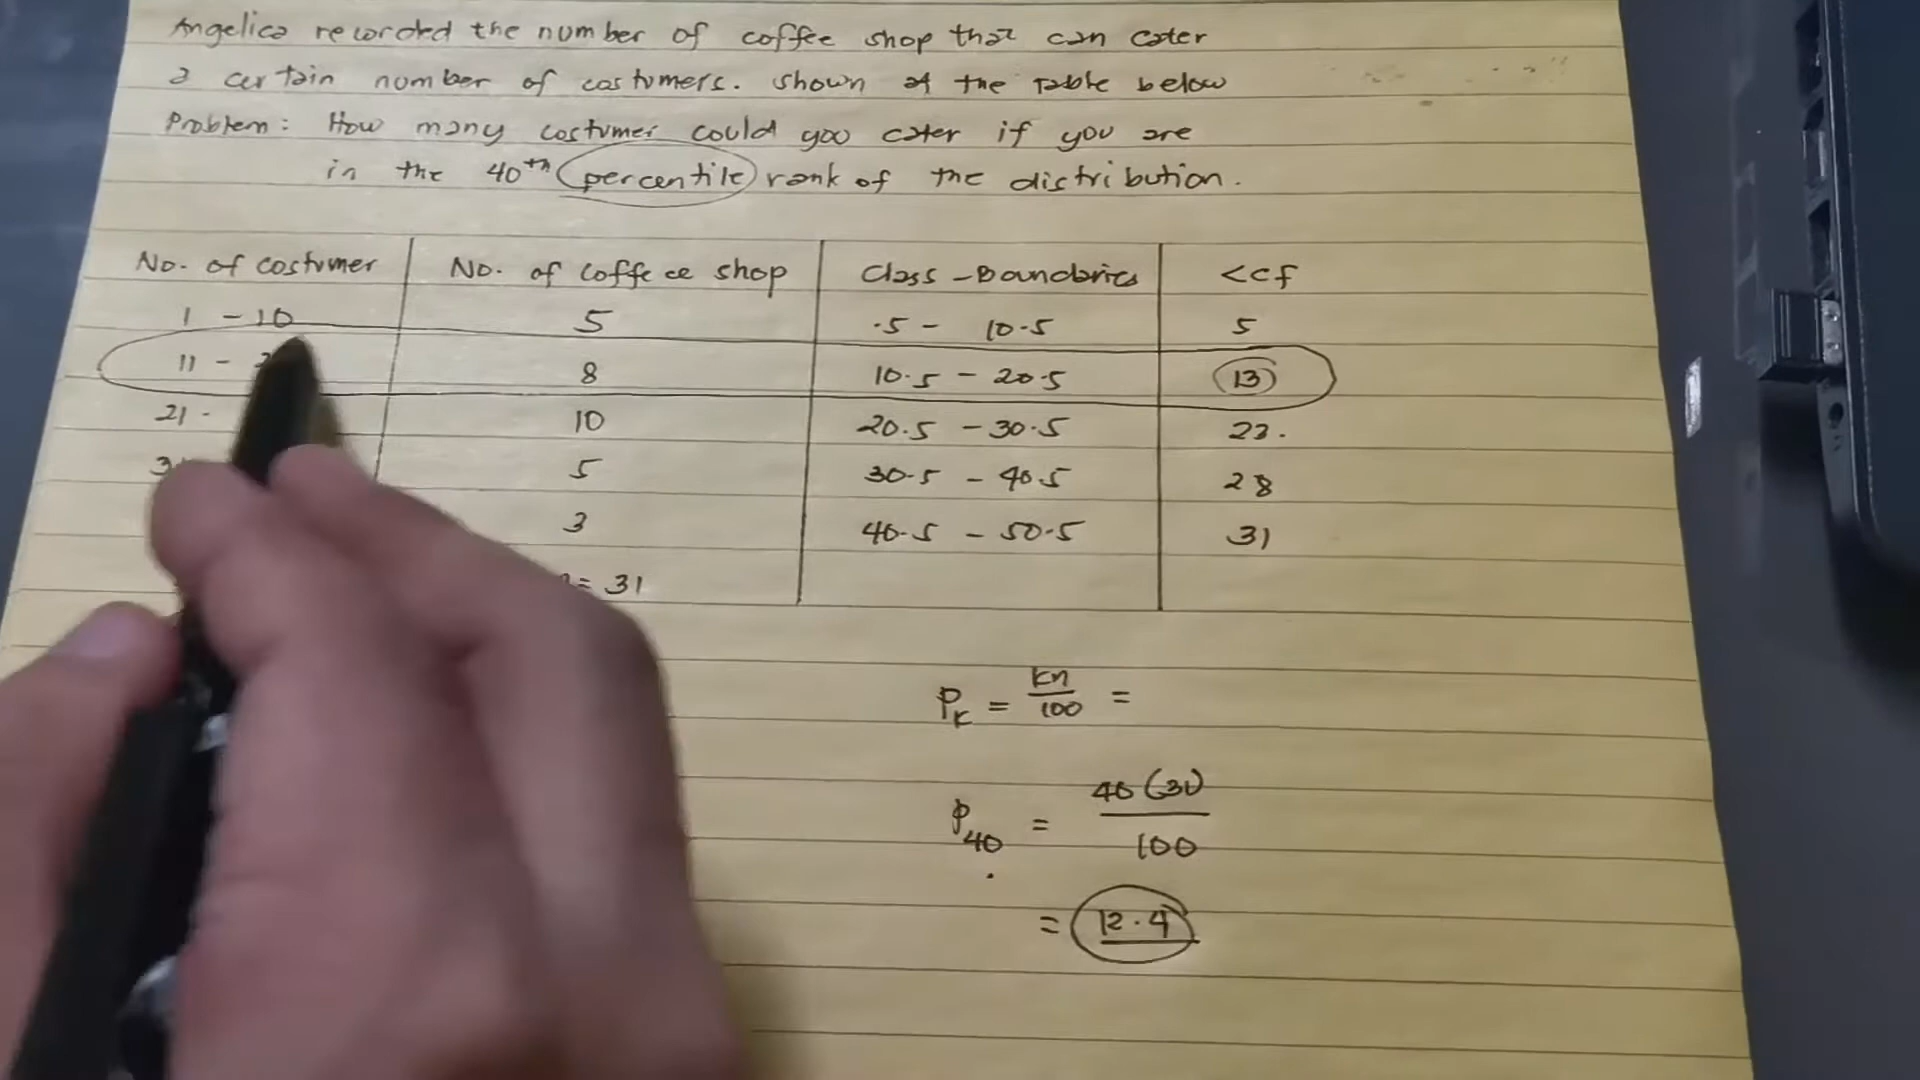 Angelica recorded the number of coffee shop that can cater
a certain number of costumers. shown at the table below
Problem: How many costumer could you cater if you are
in the 40th percentile rank of the distribution.
No. of costumer No. of coffee shop Class-Boundaries <cf
1 - 10 5 .5 - 10.5 5
11 - 8 10.5 - 20.5 13
21 - 10 20.5 - 30.5 23.
5 30.5 - 40.5 28
3 40.5 - 50.5 31
= 31
Pk = kn/100 =
P40 = 40(31)/100
= 12.4